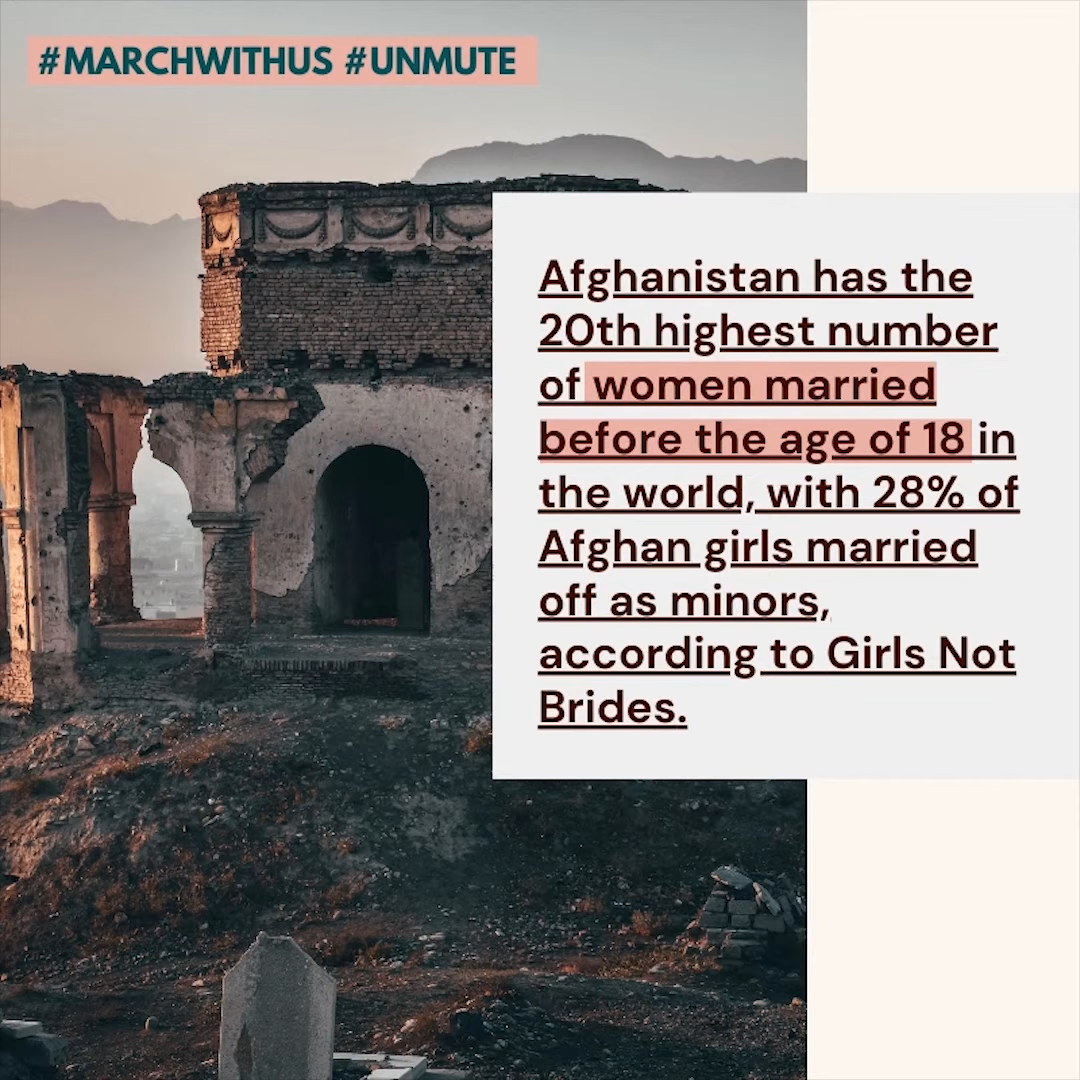 #MARCHWITHUS #UNMUTE
Afghanistan has the
20th highest number
of women married
before the age of 18 in
the world, with 28% of
Afghan girls married
off as minors,
according to Girls Not
Brides.